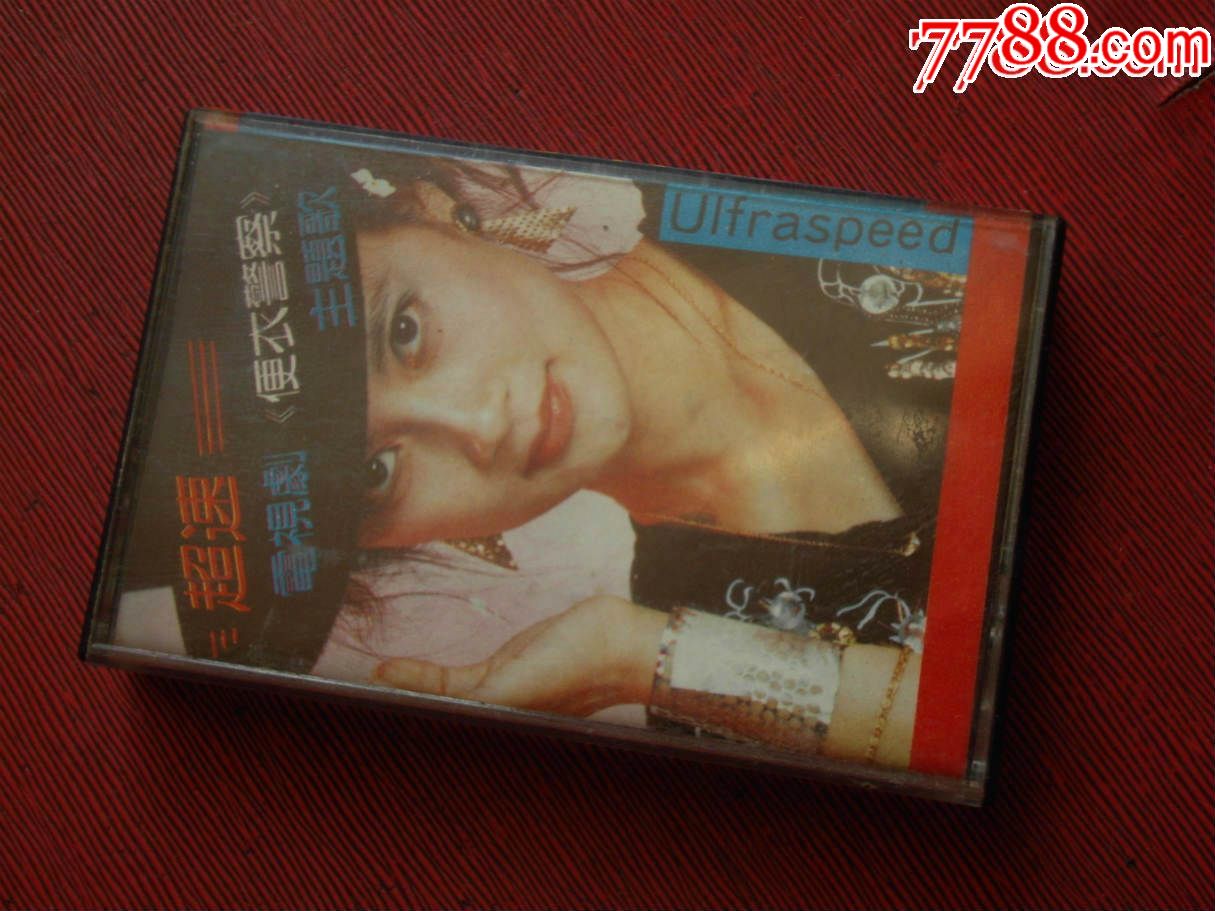 7788.com
超速
電視劇《便衣警察》
主題歌
Ulfraspeed